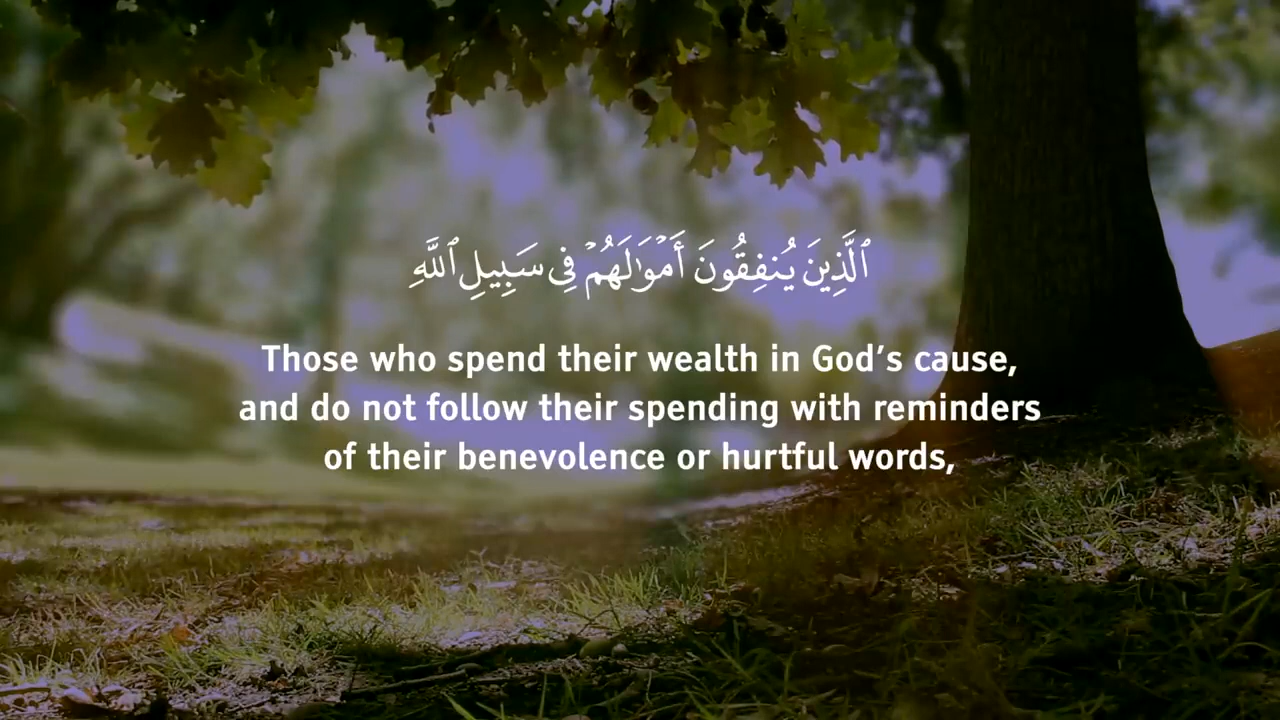 ٱلَّذِينَ يُنفِقُونَ أَمْوَٰلَهُمْ فِى سَبِيلِ ٱللَّهِ
Those who spend their wealth in God’s cause,
and do not follow their spending with reminders
of their benevolence or hurtful words,